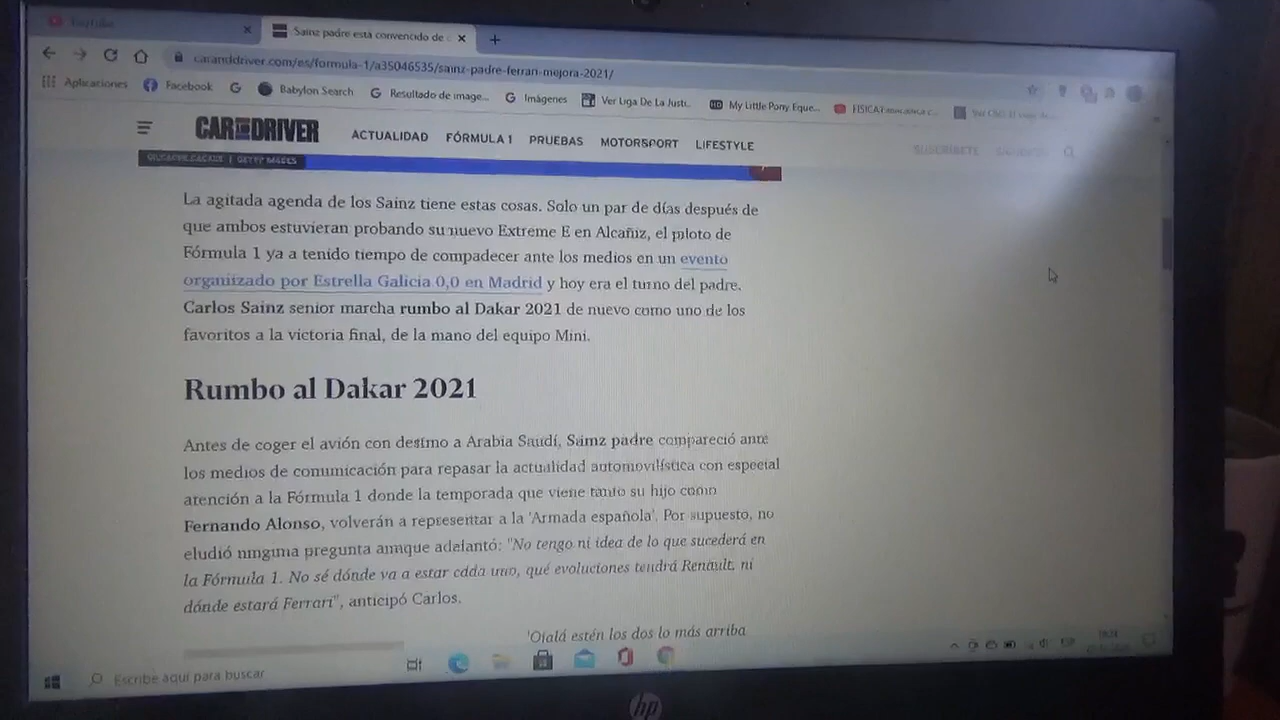 YouTube
Sainz padre está convencido de
caranddriver.com/es/formula-1/a35046535/sainz-padre-ferrari-mejora-2021/
Aplicaciones Facebook G Babylon Search Resultado de image... Imágenes Ver Liga De La Justi... My Little Pony Eque...
CAR AND DRIVER ACTUALIDAD FÓRMULA 1 PRUEBAS MOTORSPORT LIFESTYLE SUSCRÍBETE
GETTY IMAGES
La agitada agenda de los Sainz tiene estas cosas. Solo un par de días después de
que ambos estuvieran probando su nuevo Extreme E en Alcañiz, el piloto de
Fórmula 1 ya a tenido tiempo de compadecer ante los medios en un evento
organiizado por Estrella Galicia 0,0 en Madrid y hoy era el turno del padre.
Carlos Sainz senior marcha rumbo al Dakar 2021 de nuevo como uno de los
favoritos a la victoria final, de la mano del equipo Mini.
Rumbo al Dakar 2021
Antes de coger el avión con destino a Arabia Saudí, Sainz padre compareció ante
los medios de comunicación para repasar la actualidad automovilística con especial
atención a la Fórmula 1 donde la temporada que viene tanto su hijo como
Fernando Alonso, volverán a representar a la 'Armada española'. Por supuesto, no
eludió ninguna pregunta aunque adelantó: "No tengo ni idea de lo que sucederá en
la Fórmula 1. No sé dónde va a estar cada uno, qué evoluciones tendrá Renault, ni
dónde estará Ferrari", anticipó Carlos.
'Ojalá estén los dos lo más arriba
Escribe aquí para buscar
ESP
hp